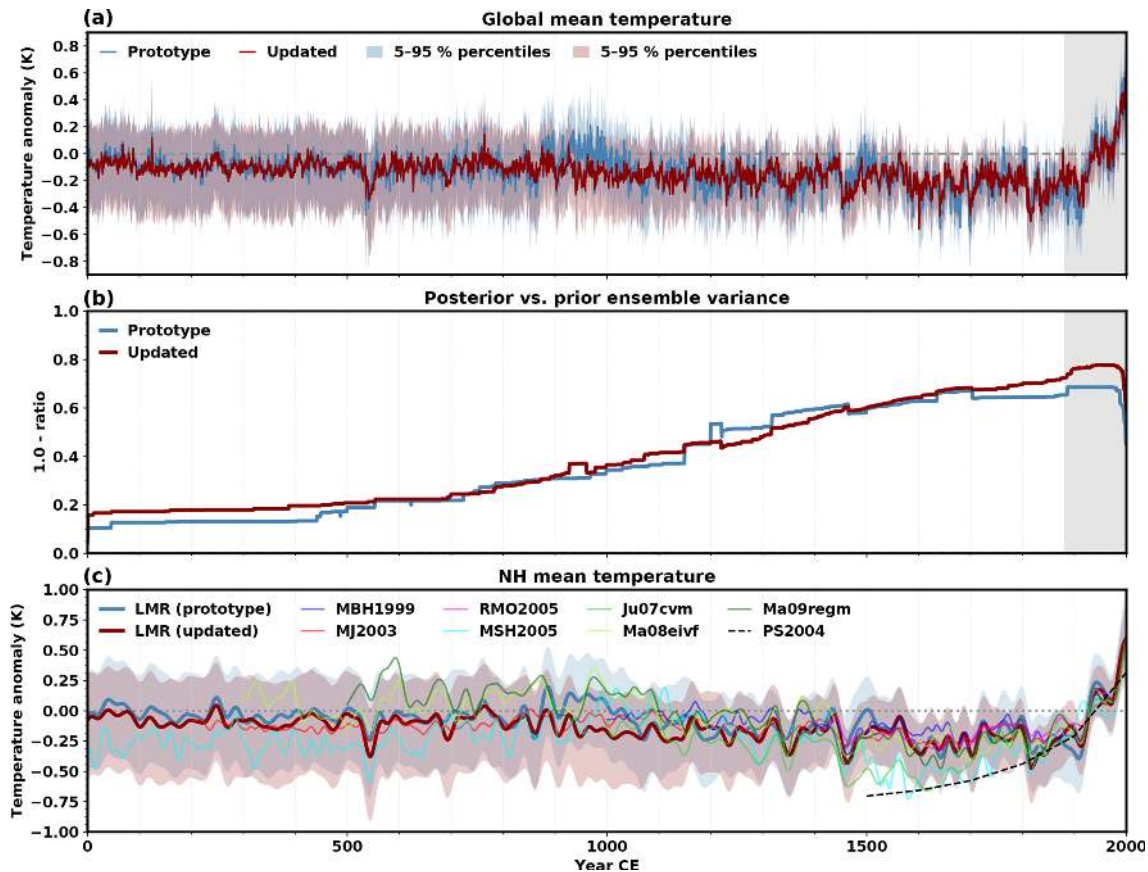 (a)
Global mean temperature
Temperature anomaly (K)
0.8
0.6
0.4
0.2
0.0
−0.2
−0.4
−0.6
−0.8
Prototype
Updated
5–95 % percentiles
5–95 % percentiles
(b)
Posterior vs. prior ensemble variance
1.0 - ratio
1.0
0.8
0.6
0.4
0.2
0.0
Prototype
Updated
(c)
NH mean temperature
Temperature anomaly (K)
1.00
0.75
0.50
0.25
0.00
−0.25
−0.50
−0.75
−1.00
LMR (prototype)
MBH1999
RMO2005
Ju07cvm
Ma09regm
LMR (updated)
MJ2003
MSH2005
Ma08eivf
PS2004
0
500
1000
1500
2000
Year CE